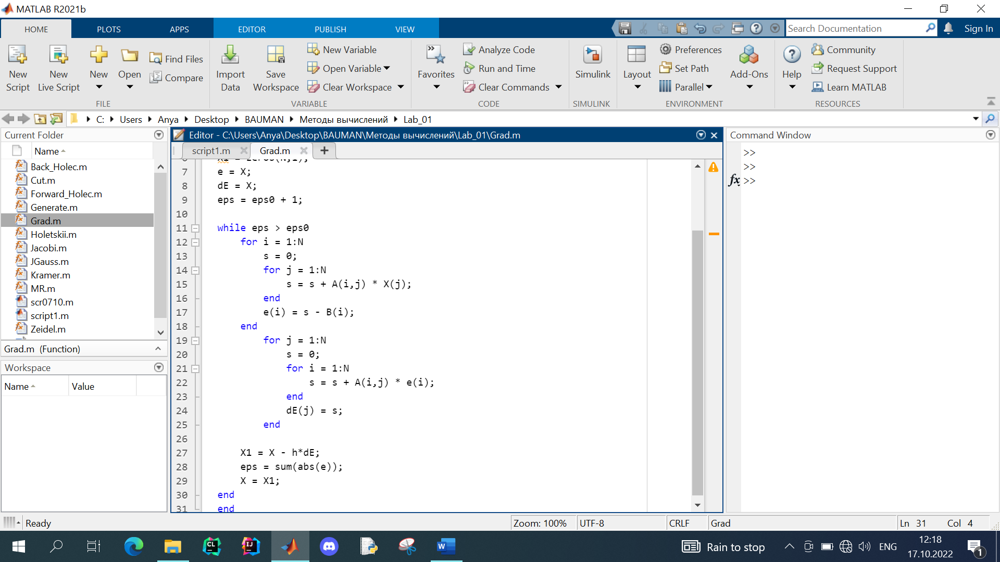 MATLAB R2021b
HOME PLOTS APPS EDITOR PUBLISH VIEW Search Documentation Sign In
New Script
New Live Script
New
Open
Find Files
Compare
FILE
Import Data
Save Workspace
New Variable
Open Variable
Clear Workspace
VARIABLE
Favorites
Analyze Code
Run and Time
Clear Commands
CODE
Simulink
SIMULINK
Layout
Preferences
Set Path
Parallel
Add-Ons
ENVIRONMENT
Help
Community
Request Support
Learn MATLAB
RESOURCES
C: Users Anya Desktop BAUMAN Методы вычислений Lab_01
Current Folder
Name
Back_Holec.m
Cut.m
Forward_Holec.m
Generate.m
Grad.m
Holetskii.m
Jacobi.m
JGauss.m
Kramer.m
MR.m
scr0710.m
script1.m
Zeidel.m
Grad.m (Function)
Workspace
Name Value
Editor - C:\Users\Anya\Desktop\BAUMAN\Методы вычислений\Lab_01\Grad.m
script1.m Grad.m +
6 X1 = zeros(N,1);
7 e = X;
8 dE = X;
9 eps = eps0 + 1;
10
11 while eps > eps0
12 for i = 1:N
13 s = 0;
14 for j = 1:N
15 s = s + A(i,j) * X(j);
16 end
17 e(i) = s - B(i);
18 end
19 for j = 1:N
20 s = 0;
21 for i = 1:N
22 s = s + A(i,j) * e(i);
23 end
24 dE(j) = s;
25 end
26
27 X1 = X - h*dE;
28 eps = sum(abs(e));
29 X = X1;
30 end
31 end
Command Window
>>
>>
fx >>
Ready Zoom: 100% UTF-8 CRLF Grad Ln 31 Col 4
CL IJ W Rain to stop ENG 12:18
17.10.2022 1